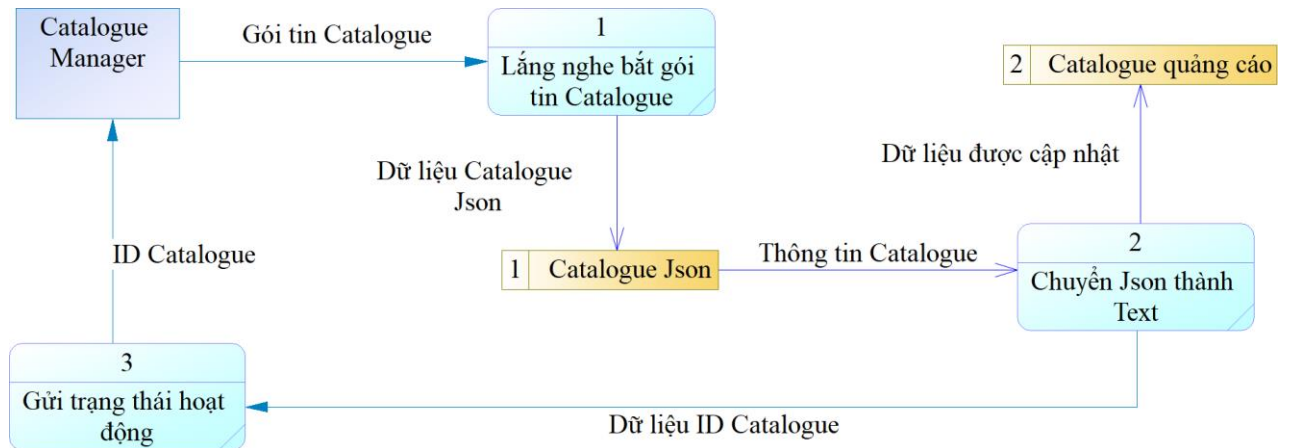 Catalogue
Manager
Gói tin Catalogue
1
Lắng nghe bắt gói
tin Catalogue
2 Catalogue quảng cáo
Dữ liệu Catalogue
Json
Dữ liệu được cập nhật
ID Catalogue
1 Catalogue Json
Thông tin Catalogue
2
Chuyển Json thành
Text
3
Gửi trạng thái hoạt
động
Dữ liệu ID Catalogue